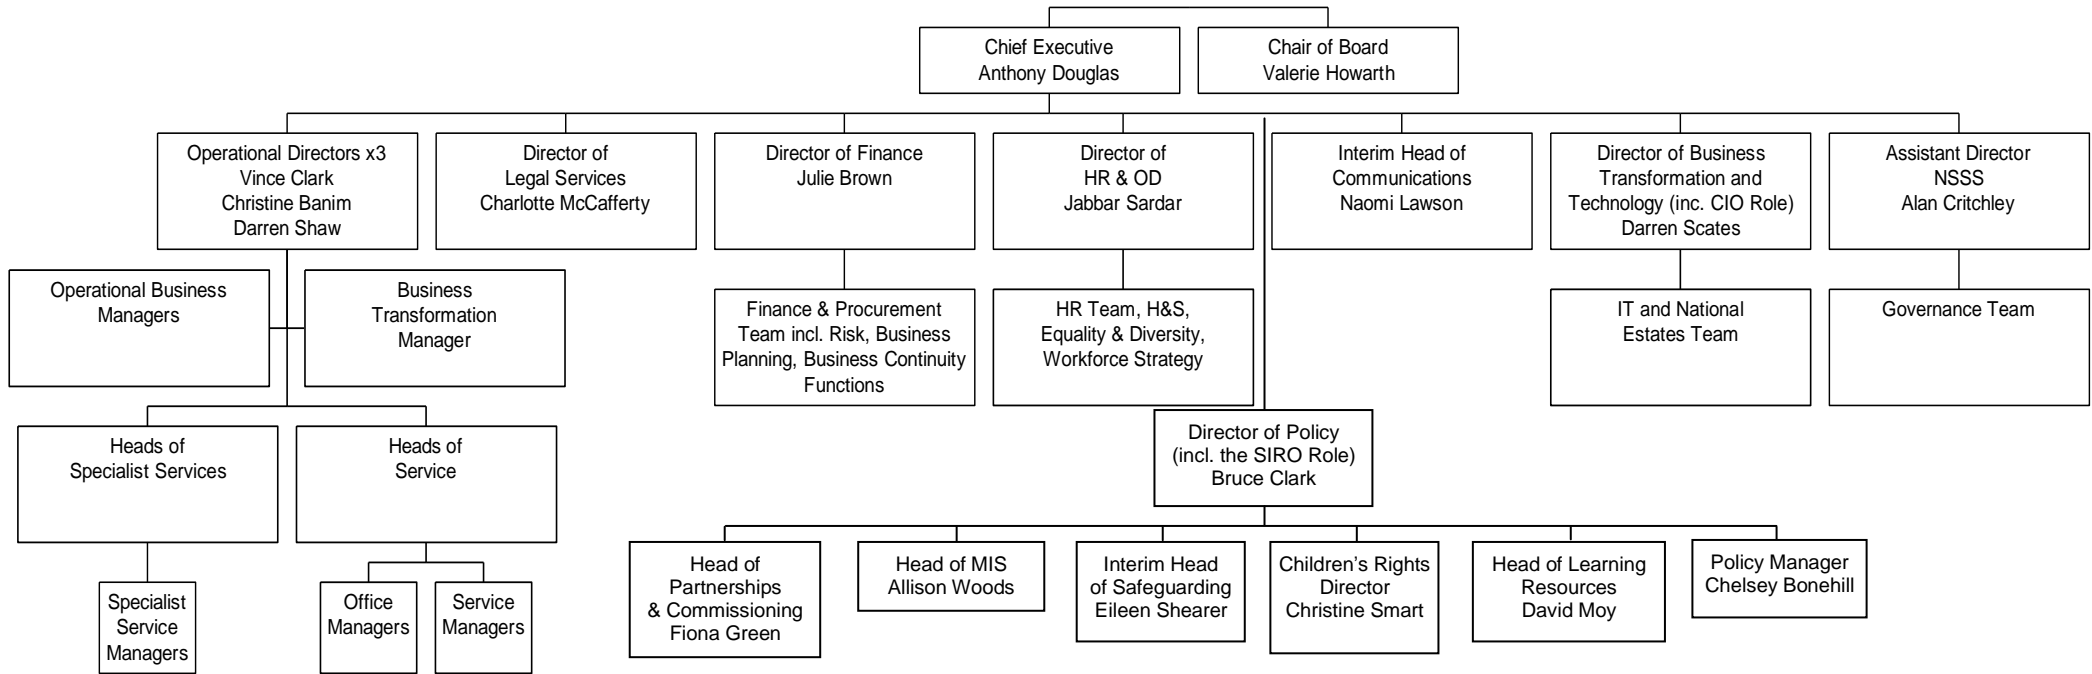 Chief Executive
Anthony Douglas
Chair of Board
Valerie Howarth
Operational Directors x3
Vince Clark
Christine Banim
Darren Shaw
Director of
Legal Services
Charlotte McCafferty
Director of Finance
Julie Brown
Director of
HR & OD
Jabbar Sardar
Interim Head of
Communications
Naomi Lawson
Director of Business
Transformation and
Technology (inc. CIO Role)
Darren Scates
Assistant Director
NSSS
Alan Critchley
Operational Business
Managers
Business
Transformation
Manager
Finance & Procurement
Team incl. Risk, Business
Planning, Business Continuity
Functions
HR Team, H&S,
Equality & Diversity,
Workforce Strategy
IT and National
Estates Team
Governance Team
Director of Policy
(incl. the SIRO Role)
Bruce Clark
Heads of
Specialist Services
Heads of
Service
Specialist
Service
Managers
Office
Managers
Service
Managers
Head of
Partnerships
& Commissioning
Fiona Green
Head of MIS
Allison Woods
Interim Head
of Safeguarding
Eileen Shearer
Children’s Rights
Director
Christine Smart
Head of Learning
Resources
David Moy
Policy Manager
Chelsey Bonehill